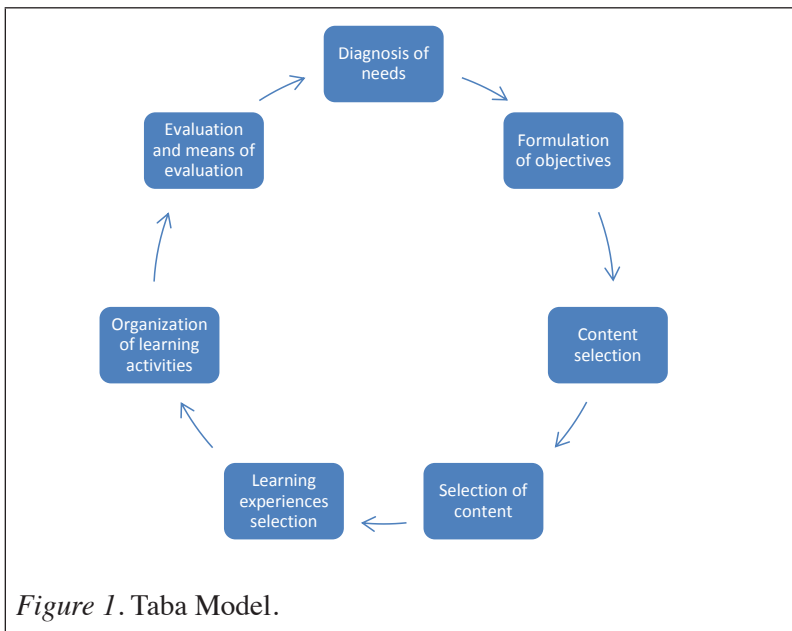 Diagnosis of
needs
Formulation
of objectives
Content
selection
Selection of
content
Learning
experiences
selection
Organization
of learning
activities
Evaluation
and means of
evaluation
Figure 1. Taba Model.